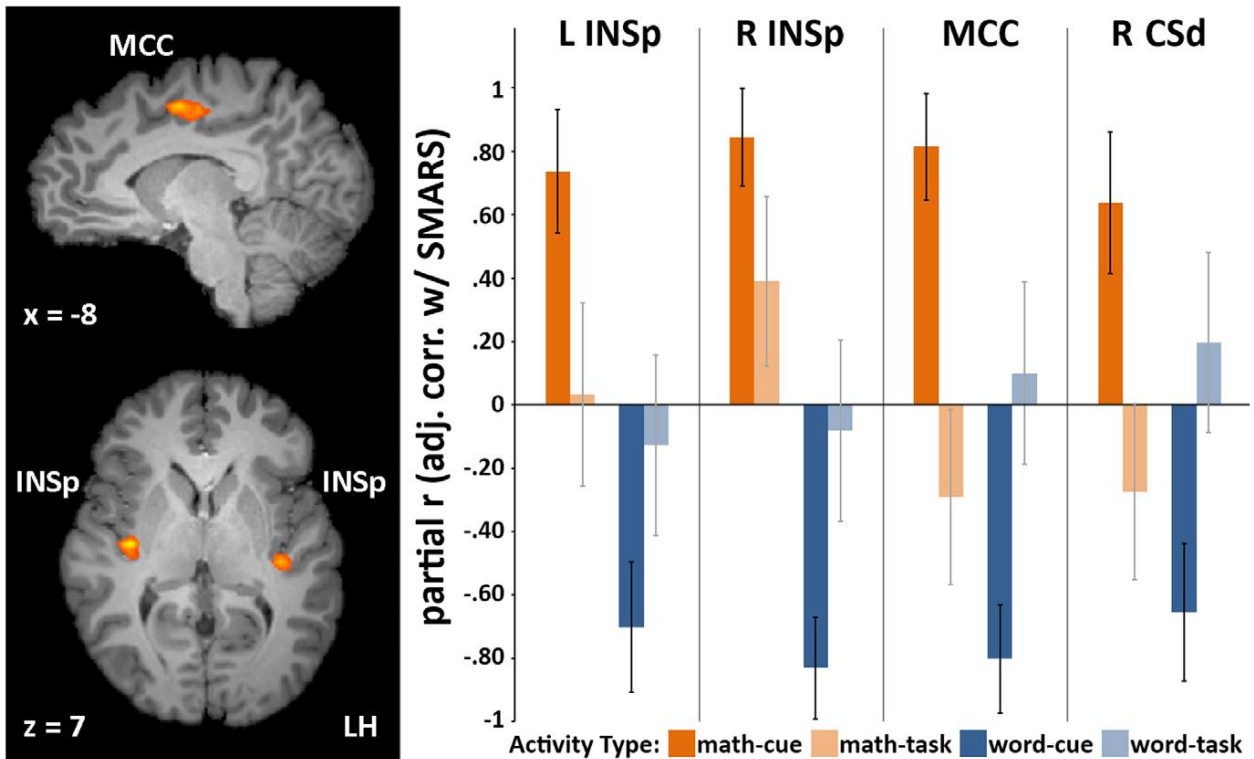 MCC
x = -8
INSp
INSp
z = 7
LH
L INSp
R INSp
MCC
R CSd
partial r (adj. corr. w/ SMARS)
1
.80
.60
.40
.20
0
-.20
-.40
-.60
-.80
-1
Activity Type: math-cue math-task word-cue word-task